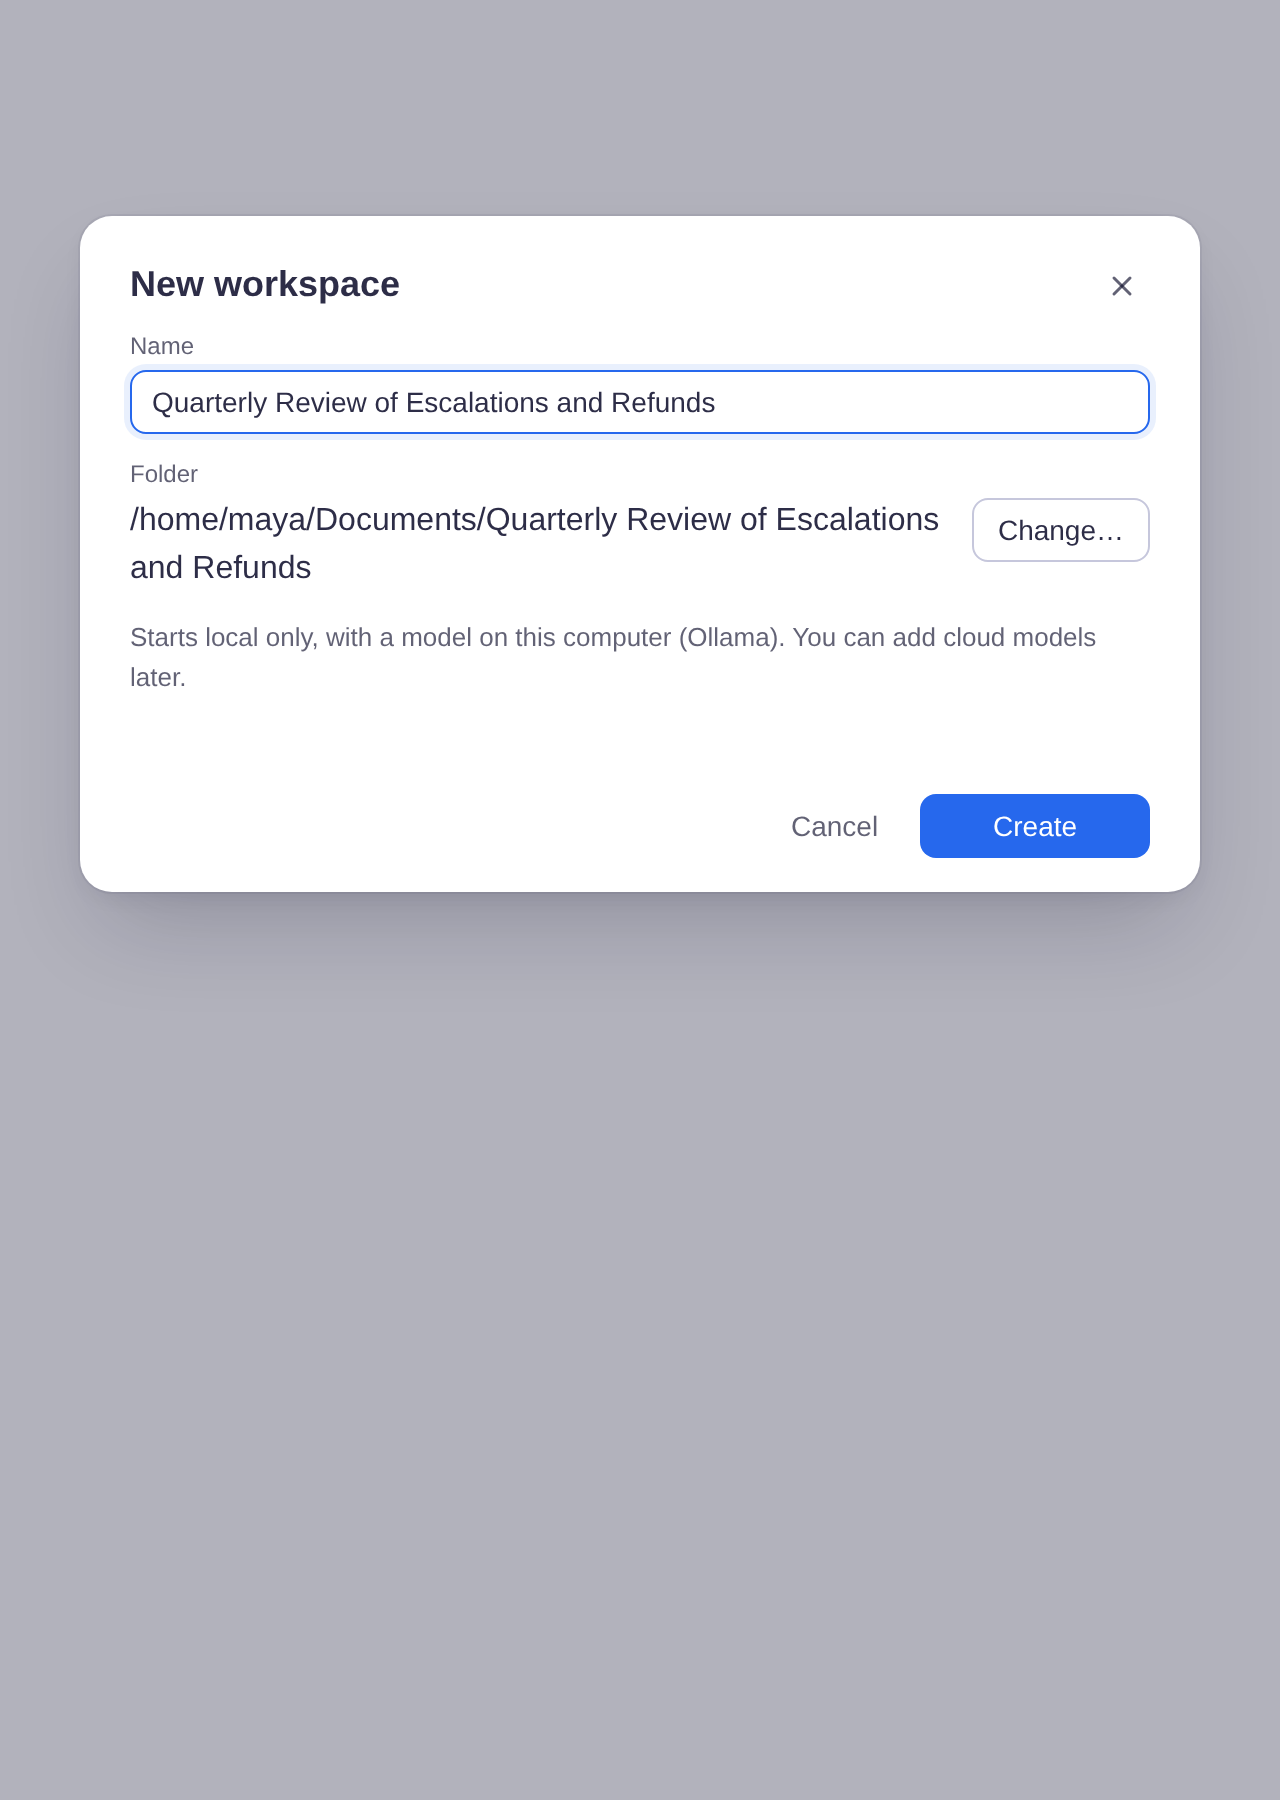 New workspace
Name
Quarterly Review of Escalations and Refunds
Folder
/home/maya/Documents/Quarterly Review of Escalations
and Refunds
Change…
Starts local only, with a model on this computer (Ollama). You can add cloud models
later.
Cancel
Create